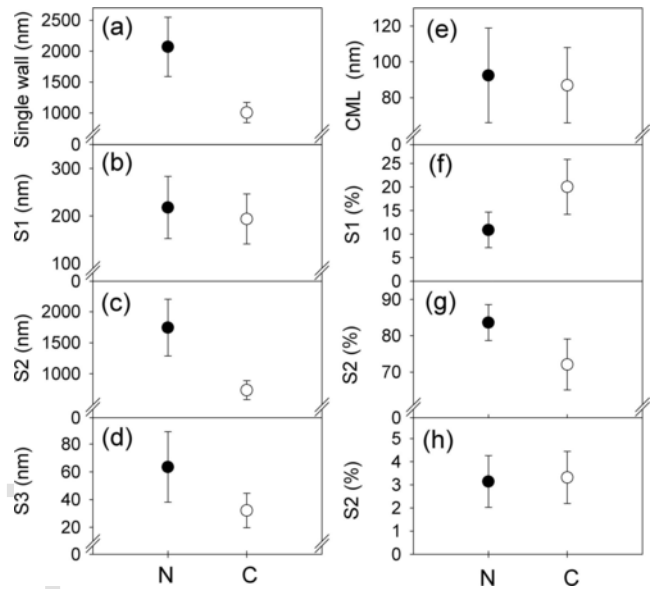 (a)
Single wall (nm)
2500
2000
1500
1000
0
(b)
S1 (nm)
300
200
100
0
(c)
S2 (nm)
2000
1500
1000
0
(d)
S3 (nm)
80
60
40
20
0
N C
(e)
CML (nm)
120
100
80
0
(f)
S1 (%)
25
20
15
10
5
0
(g)
S2 (%)
90
80
70
0
(h)
S2 (%)
5
4
3
2
1
0
N C